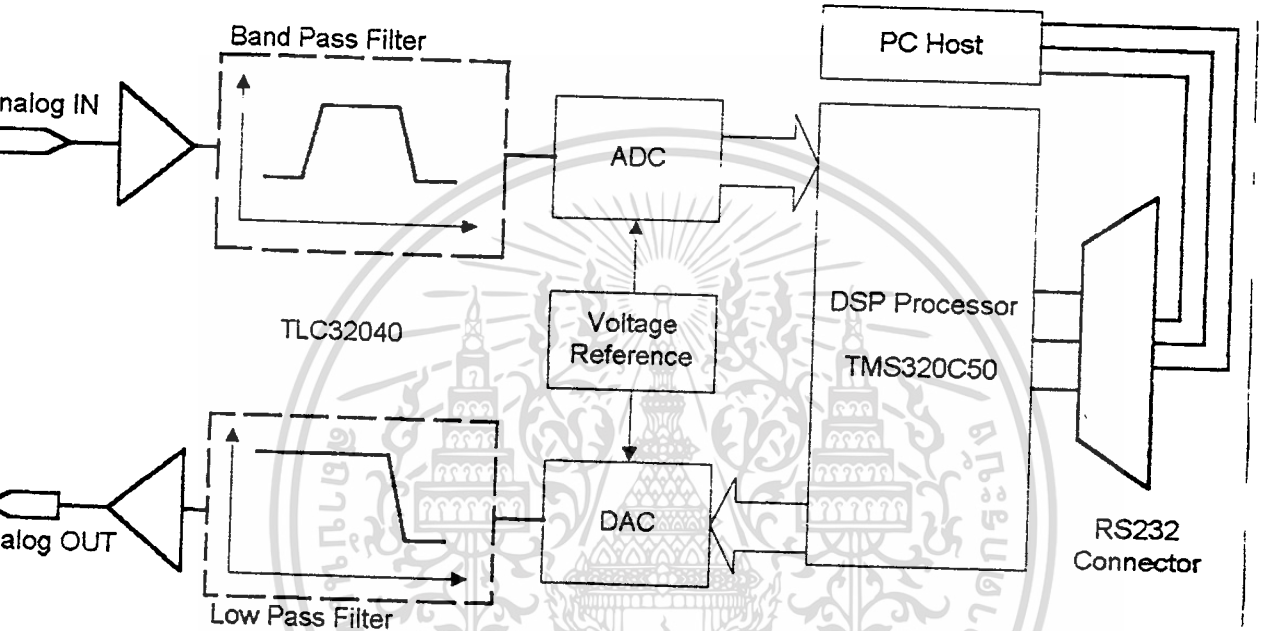 Band Pass Filter
nalog IN
ADC
PC Host
TLC32040
Voltage
Reference
DSP Processor
TMS320C50
DAC
alog OUT
Low Pass Filter
RS232
Connector